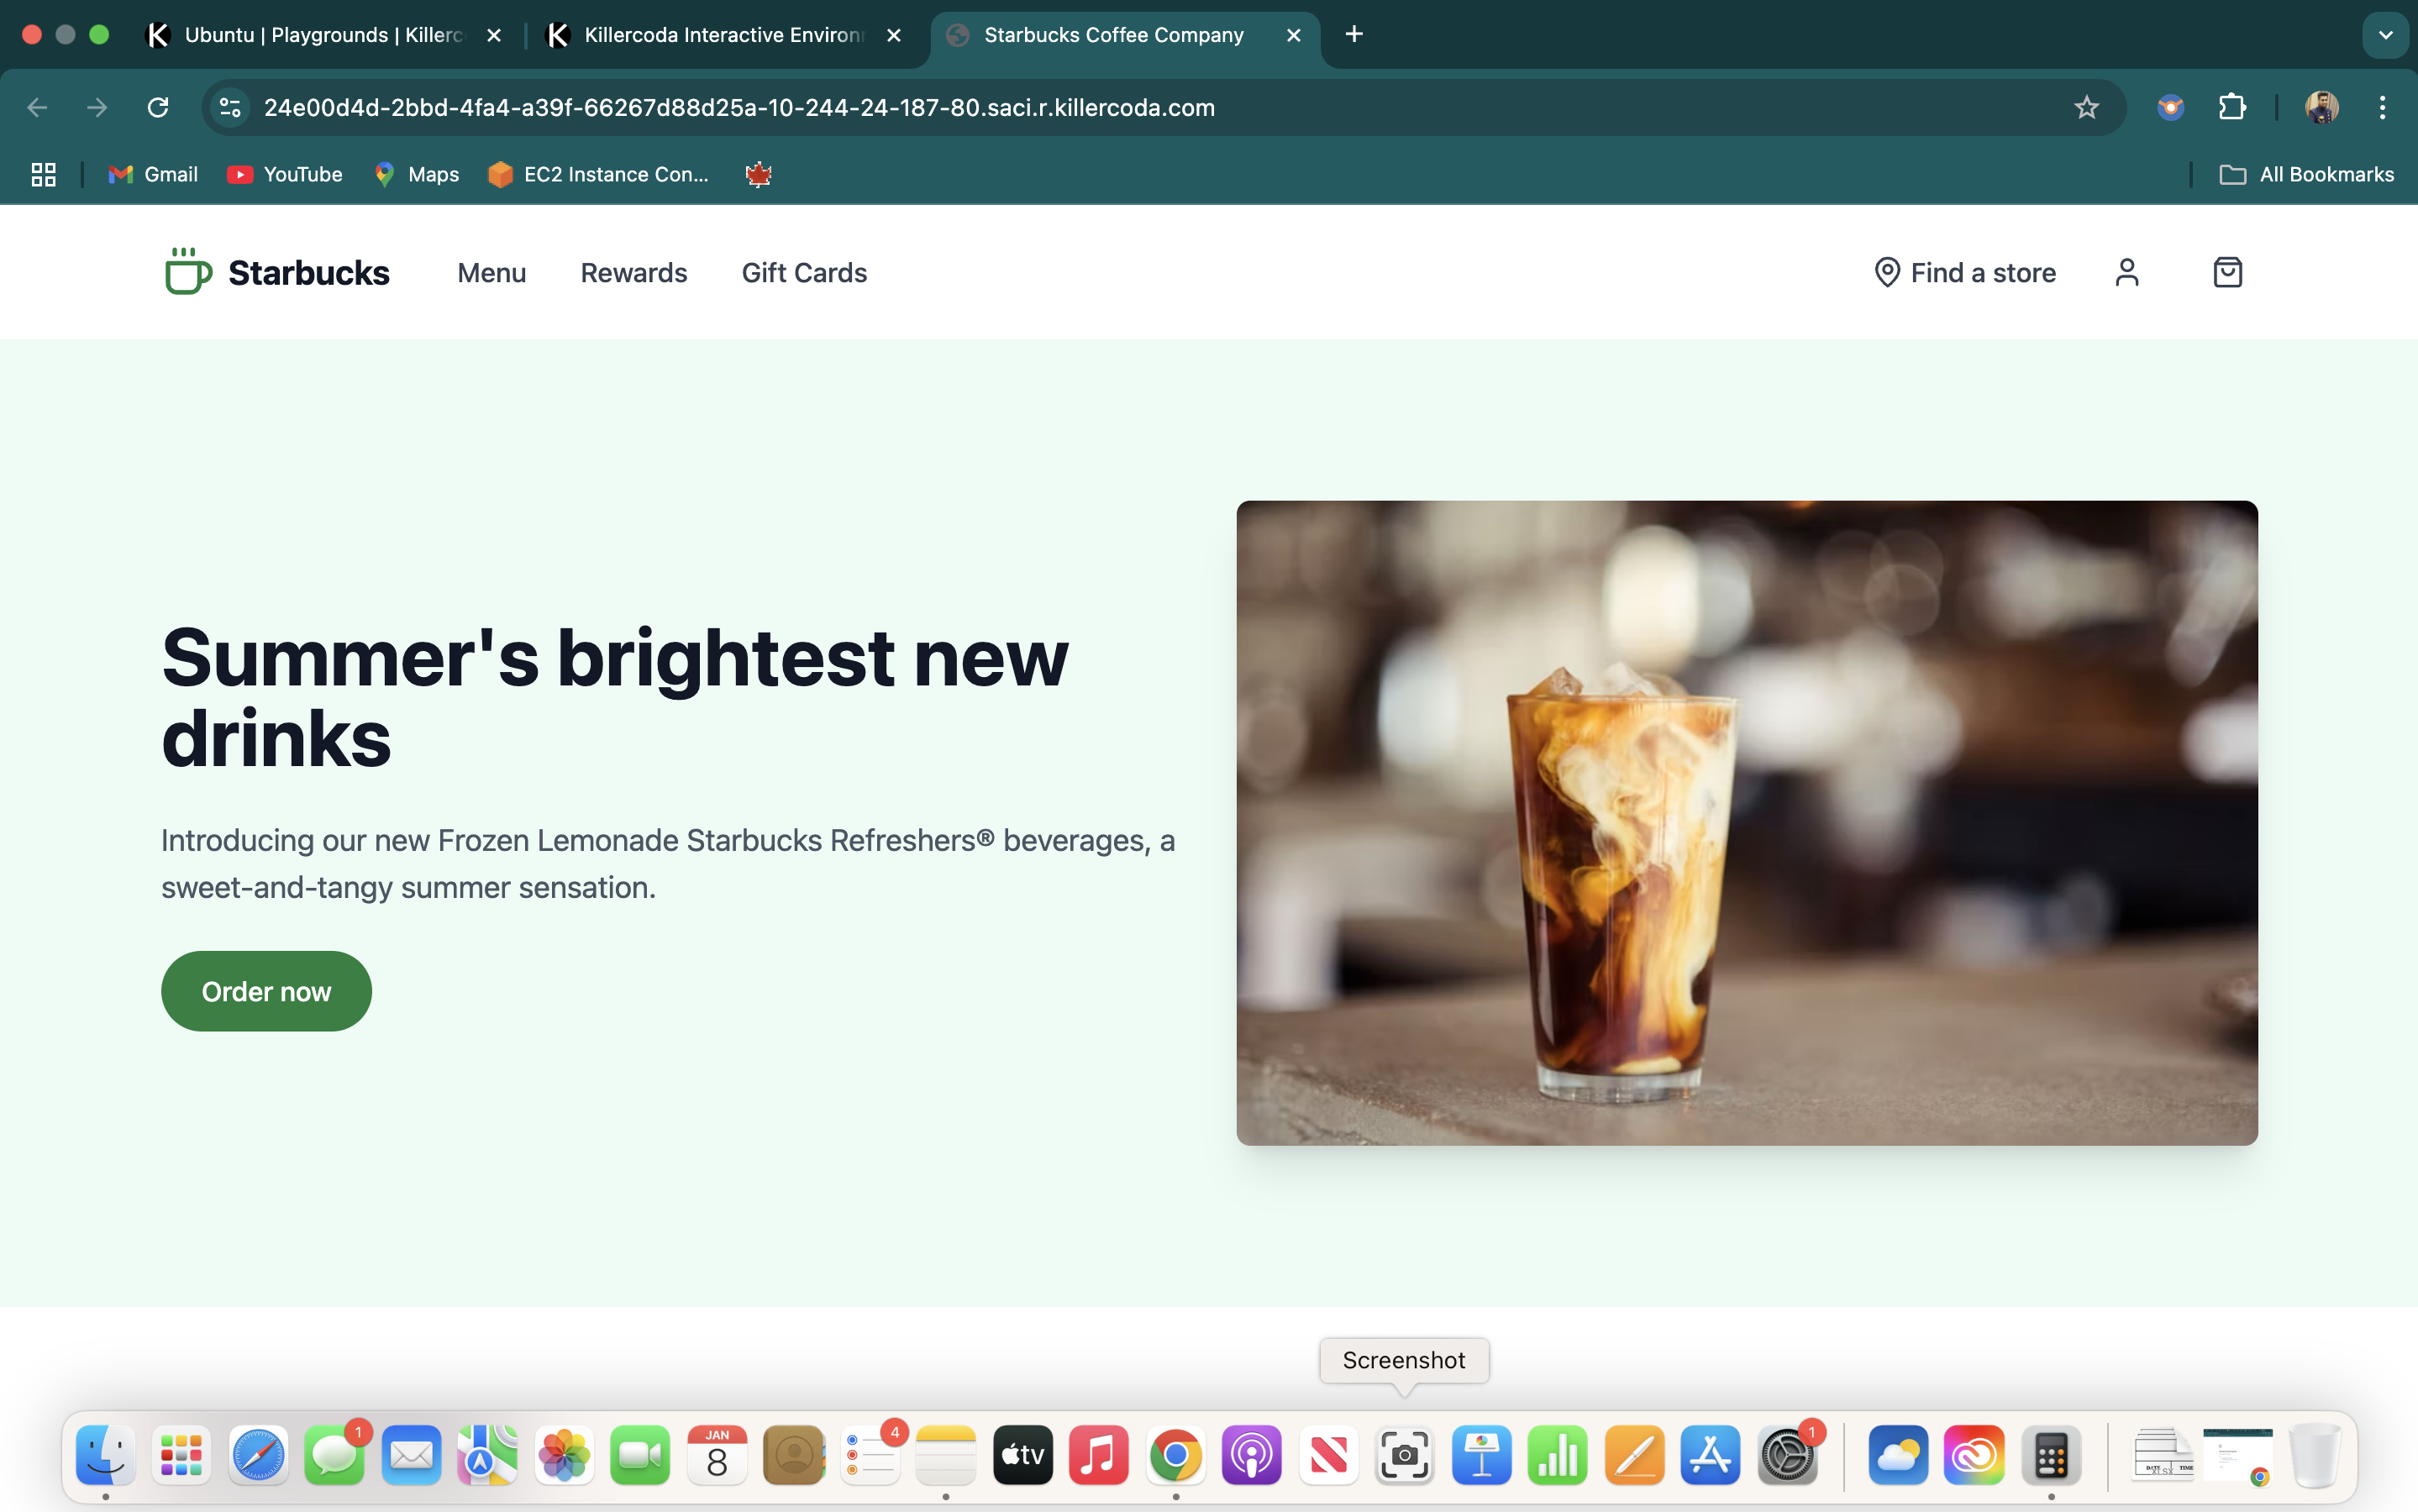 Ubuntu | Playgrounds | Killerc
Killercoda Interactive Environ
Starbucks Coffee Company
24e00d4d-2bbd-4fa4-a39f-66267d88d25a-10-244-24-187-80.saci.r.killercoda.com
Gmail
YouTube
Maps
EC2 Instance Con...
All Bookmarks
Starbucks
Menu
Rewards
Gift Cards
Find a store
Summer's brightest new
drinks
Introducing our new Frozen Lemonade Starbucks Refreshers® beverages, a
sweet-and-tangy summer sensation.
Order now
Screenshot
1
JAN
8
4
tv
1
DATE TIME
XLSX